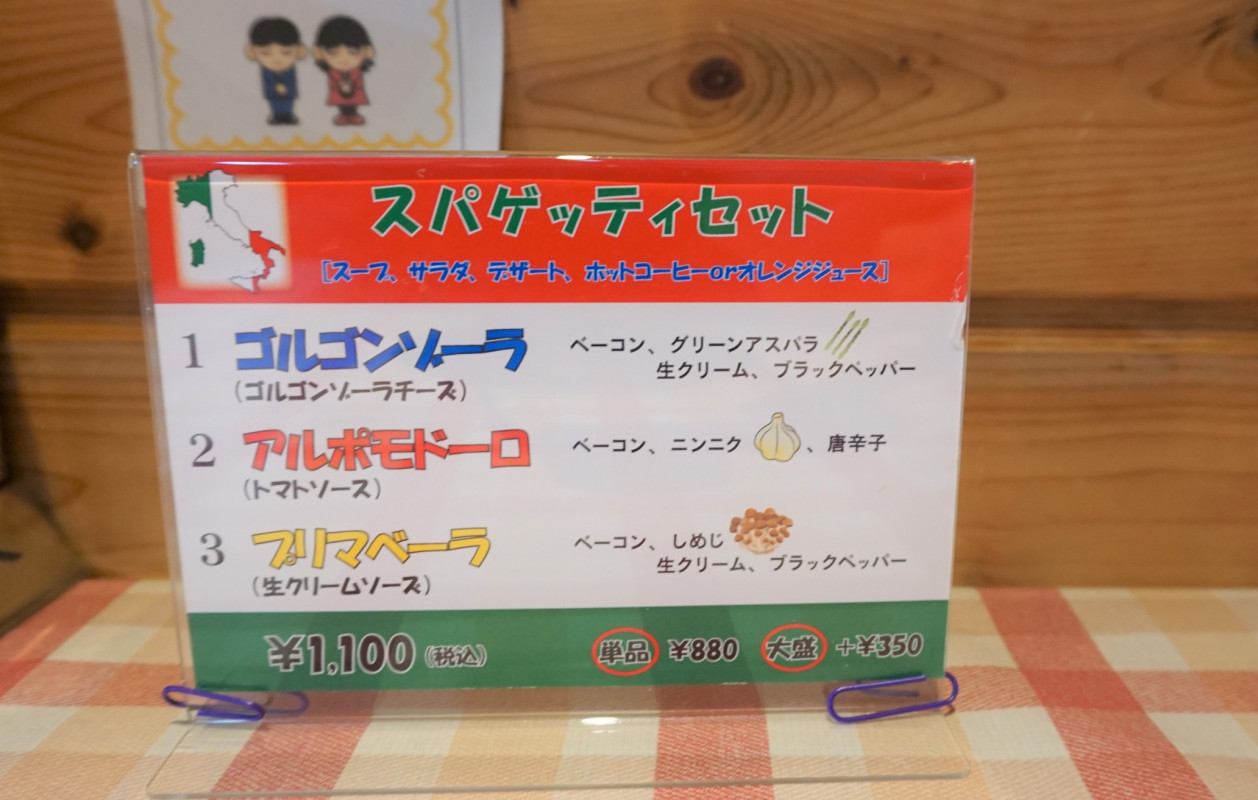 スパゲッティセット
[スープ、サラダ、デザート、ホットコーヒーorオレンジジュース]
1 ゴルゴンゾーラ
(ゴルゴンゾーラチーズ)
ベーコン、グリーンアスパラ
生クリーム、ブラックペッパー
2 アルポモドーロ
(トマトソース)
ベーコン、ニンニク、唐辛子
3 プリマベーラ
(生クリームソーズ)
ベーコン、しめじ
生クリーム、ブラックペッパー
¥1,100(税込) 単品 ¥880 大盛 +¥350